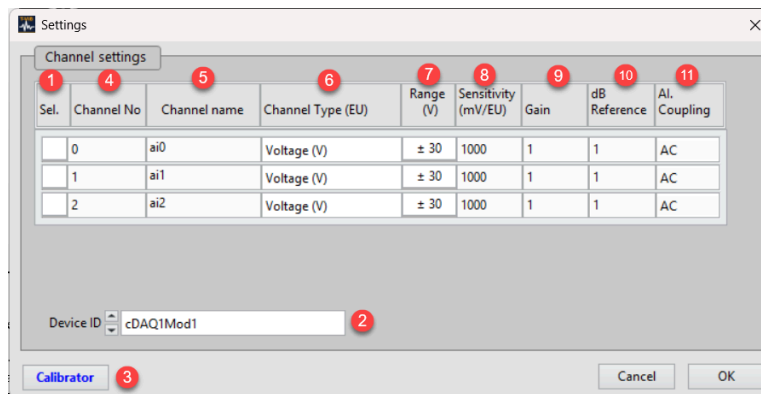 Settings
Channel settings
1 4 5 6 7 8 9 10 11
Sel. Channel No Channel name Channel Type (EU) Range (V) Sensitivity (mV/EU) Gain dB Reference AI. Coupling
0 ai0 Voltage (V) ± 30 1000 1 1 AC
1 ai1 Voltage (V) ± 30 1000 1 1 AC
2 ai2 Voltage (V) ± 30 1000 1 1 AC
Device ID cDAQ1Mod1 2
Calibrator 3 Cancel OK